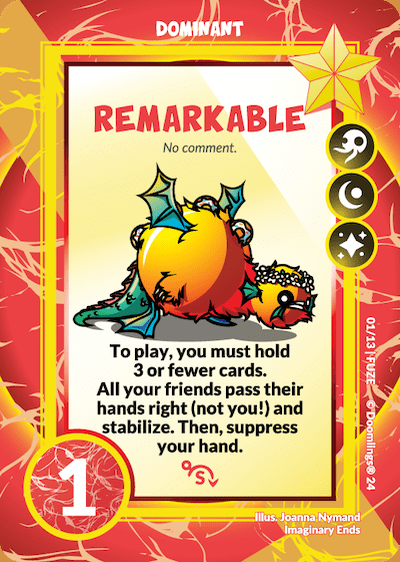 DOMINANT
REMARKABLE
No comment.
To play, you must hold
3 or fewer cards.
All your friends pass their
hands right (not you!) and
stabilize. Then, suppress
your hand.
S
1
01/13 | FUZE © Doomlings® 24
illus. Joanna Nymand
Imaginary Ends